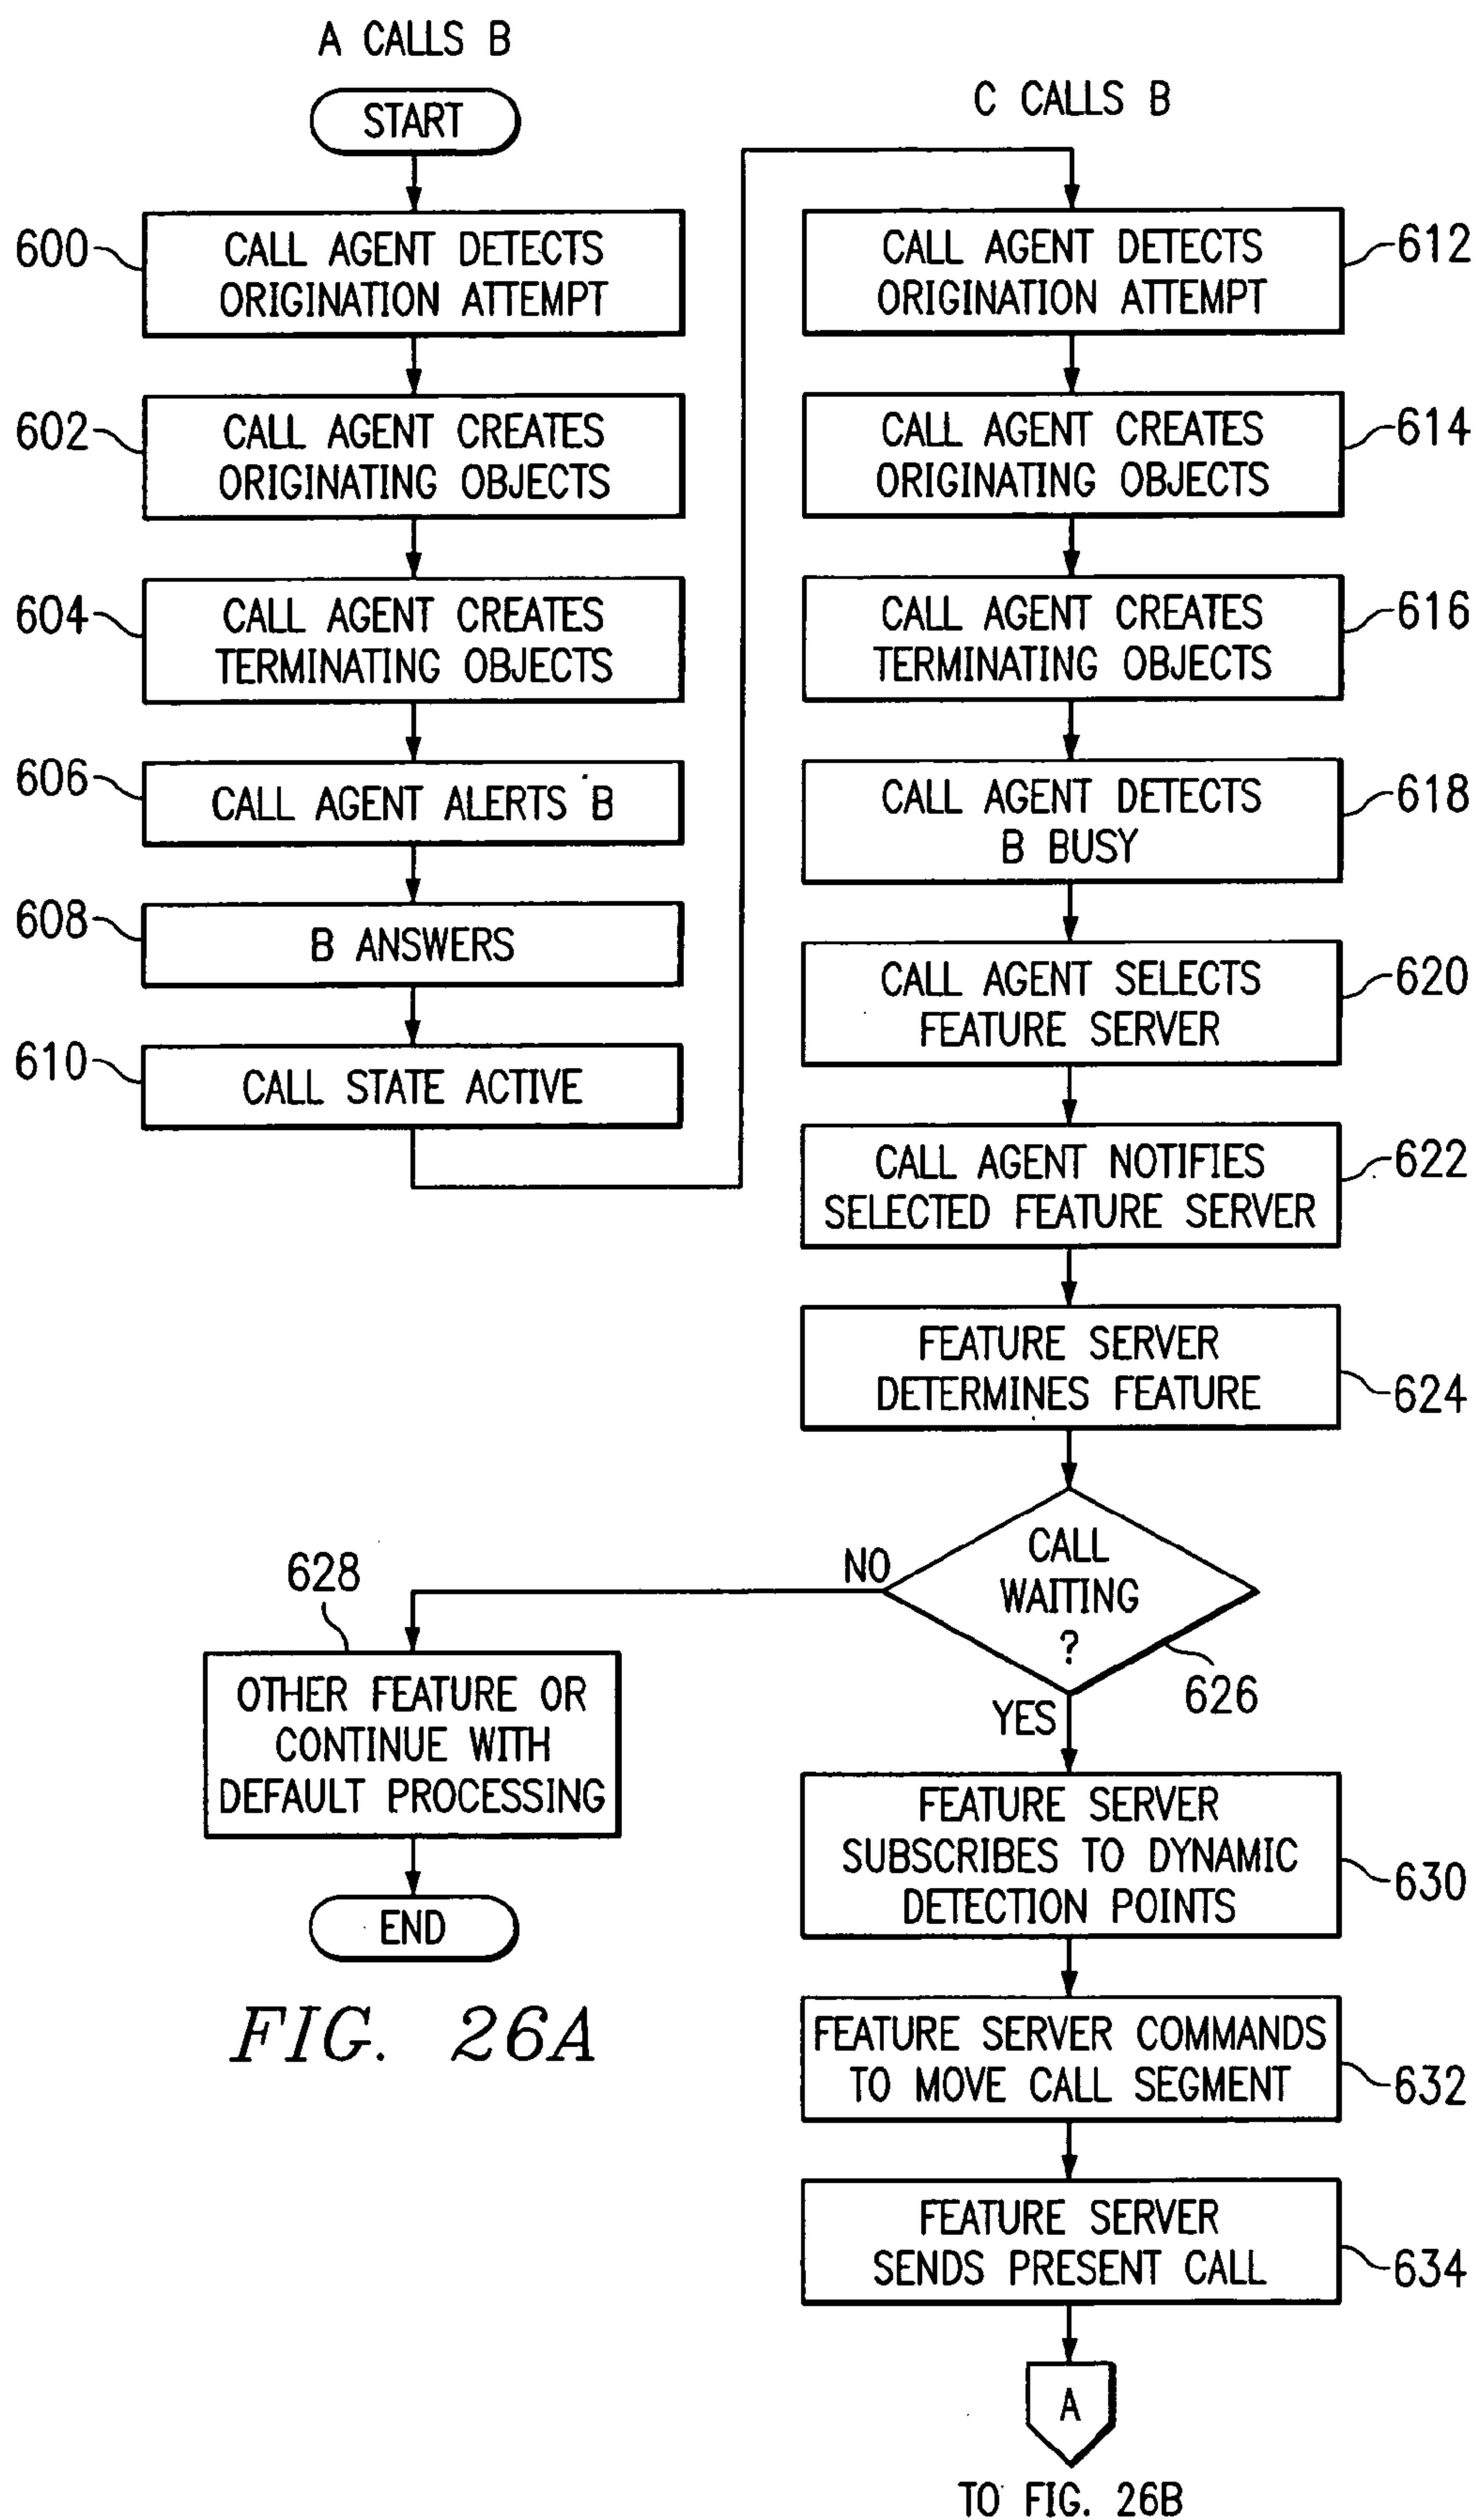 A CALLS B
START
600
CALL AGENT DETECTS
ORIGINATION ATTEMPT
602
CALL AGENT CREATES
ORIGINATING OBJECTS
604
CALL AGENT CREATES
TERMINATING OBJECTS
606
CALL AGENT ALERTS B
608
B ANSWERS
610
CALL STATE ACTIVE
C CALLS B
CALL AGENT DETECTS
ORIGINATION ATTEMPT
612
CALL AGENT CREATES
ORIGINATING OBJECTS
614
CALL AGENT CREATES
TERMINATING OBJECTS
616
CALL AGENT DETECTS
B BUSY
618
CALL AGENT SELECTS
FEATURE SERVER
620
CALL AGENT NOTIFIES
SELECTED FEATURE SERVER
622
FEATURE SERVER
DETERMINES FEATURE
624
CALL
WAITING
?
626
NO
628
OTHER FEATURE OR
CONTINUE WITH
DEFAULT PROCESSING
END
YES
FEATURE SERVER
SUBSCRIBES TO DYNAMIC
DETECTION POINTS
630
FEATURE SERVER COMMANDS
TO MOVE CALL SEGMENT
632
FEATURE SERVER
SENDS PRESENT CALL
634
A
TO FIG. 26B
FIG. 26A